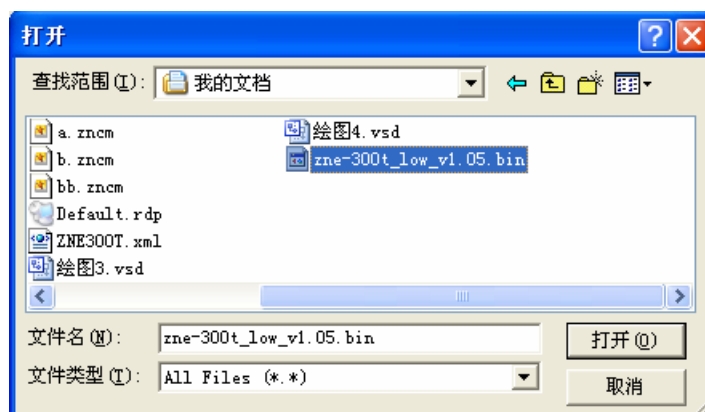 打开
查找范围(I): 我的文档
a.zncm
b.zncm
bb.zncm
Default.rdp
ZNE300T.xml
绘图3.vsd
绘图4.vsd
zne-300t_low_v1.05.bin
文件名(N): zne-300t_low_v1.05.bin 打开(O)
文件类型(T): All Files (*.*) 取消